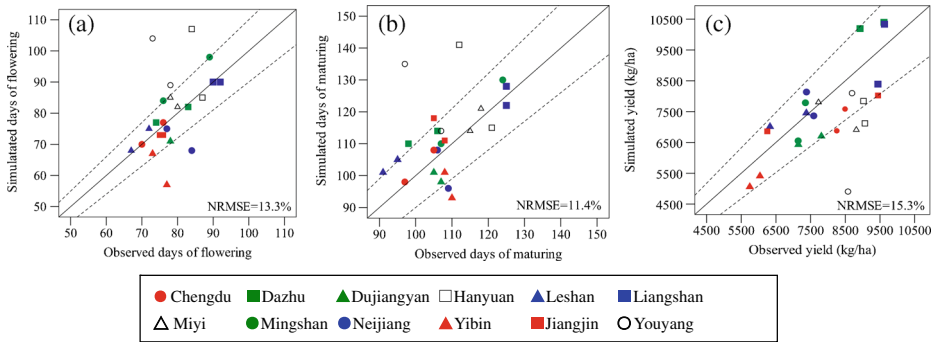 (a)
Simulatated days of flowering
110
100
90
80
70
60
50
NRMSE=13.3%
50 60 70 80 90 100 110
Observed days of flowering
(b)
Simulated days of maturing
150
140
130
120
110
100
90
NRMSE=11.4%
90 100 110 120 130 140 150
Observed days of maturing
(c)
Simulated yield (kg/ha)
10500
8500
7500
6500
5500
4500
NRMSE=15.3%
4500 5500 6500 7500 8500 9500 10500
Observed yield (kg/ha)
Chengdu Dazhu Dujiangyan Hanyuan Leshan Liangshan
Miyi Mingshan Neijiang Yibin Jiangjin Youyang